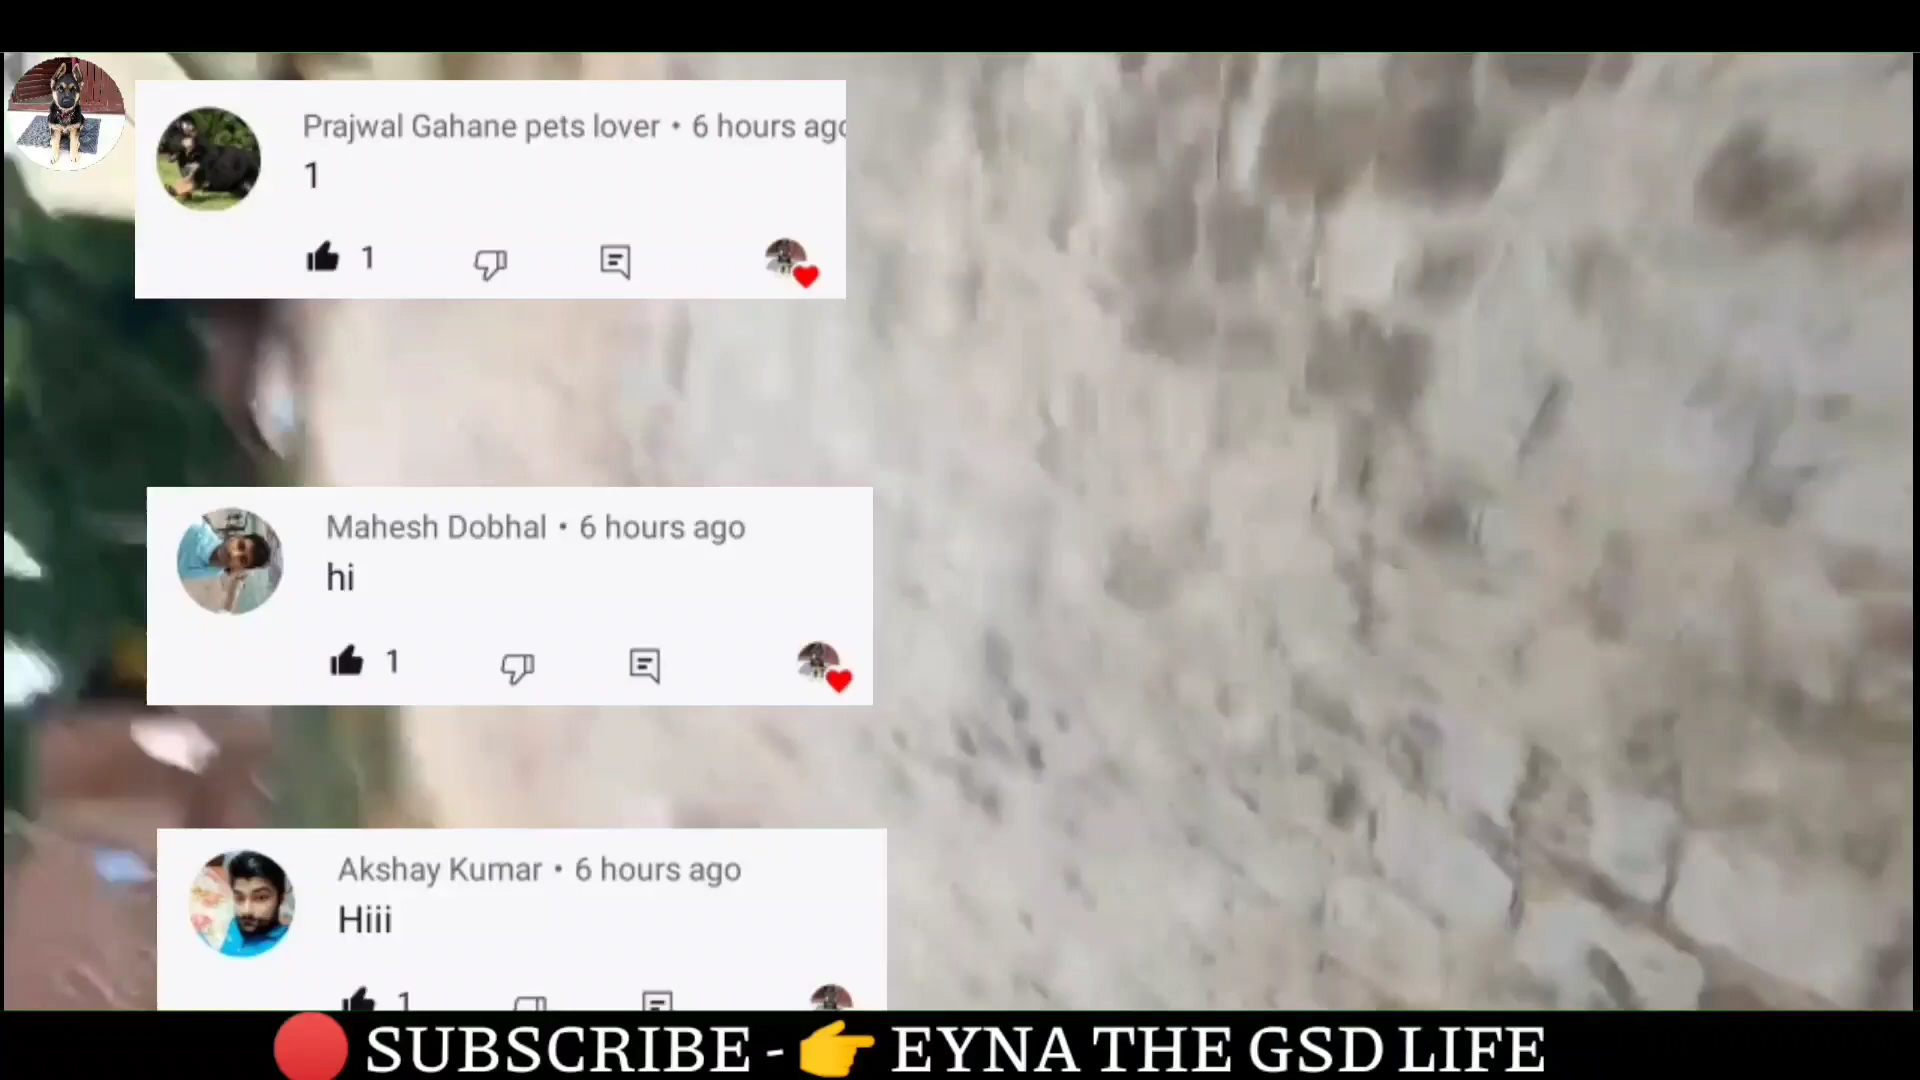 Prajwal Gahane pets lover • 6 hours ago
1
1
Mahesh Dobhal • 6 hours ago
hi
1
Akshay Kumar • 6 hours ago
Hiii
1
🔴 SUBSCRIBE - 👉 EYNA THE GSD LIFE